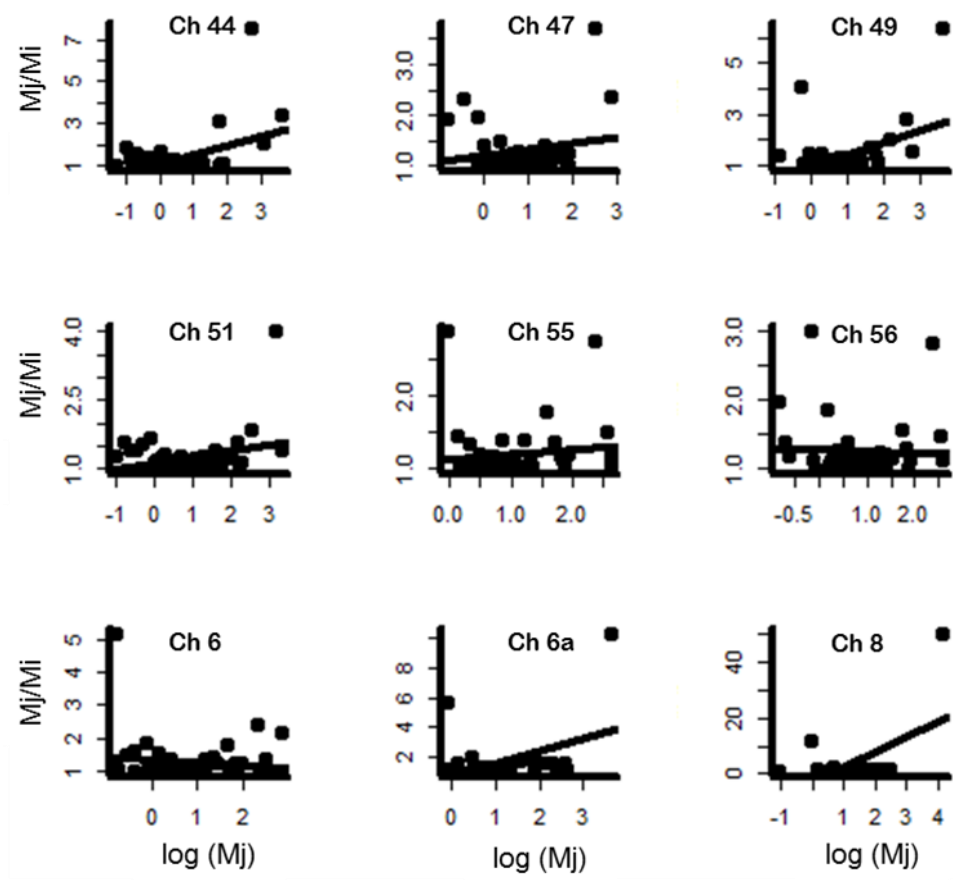 Ch 44
Mj/Mi
7
5
3
1
-1 0 1 2 3
Ch 47
3.0
2.0
1.0
0 1 2 3
Ch 49
5
3
1
-1 0 1 2 3
Ch 51
Mj/Mi
4.0
2.5
1.0
-1 0 1 2 3
Ch 55
2.0
1.0
0.0 1.0 2.0
Ch 56
3.0
2.0
1.0
-0.5 1.0 2.0
Ch 6
Mj/Mi
5
4
3
2
1
0 1 2
log (Mj)
Ch 6a
8
6
4
2
0 1 2 3
log (Mj)
Ch 8
40
20
0
-1 0 1 2 3 4
log (Mj)